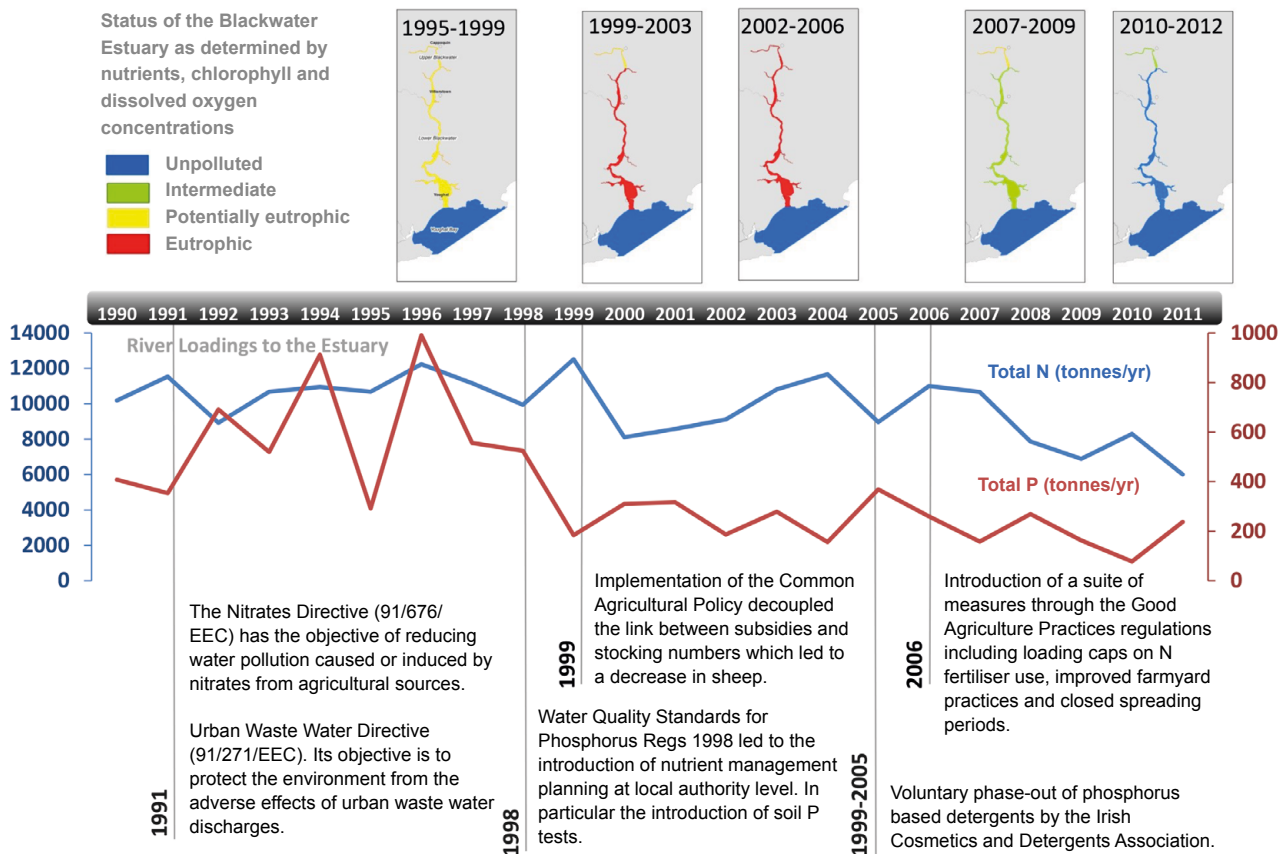 Status of the Blackwater
Estuary as determined by
nutrients, chlorophyll and
dissolved oxygen
concentrations
Unpolluted
Intermediate
Potentially eutrophic
Eutrophic
1995-1999
Upper Blackwater
Lower Blackwater
Youghal Bay
1999-2003
2002-2006
2007-2009
2010-2012
1990 1991 1992 1993 1994 1995 1996 1997 1998 1999 2000 2001 2002 2003 2004 2005 2006 2007 2008 2009 2010 2011
River Loadings to the Estuary
14000
12000
10000
8000
6000
4000
2000
0
Total N (tonnes/yr)
Total P (tonnes/yr)
1000
800
600
400
200
0
1991
The Nitrates Directive (91/676/
EEC) has the objective of reducing
water pollution caused or induced by
nitrates from agricultural sources.
Urban Waste Water Directive
(91/271/EEC). Its objective is to
protect the environment from the
adverse effects of urban waste water
discharges.
1999
Implementation of the Common
Agricultural Policy decoupled
the link between subsidies and
stocking numbers which led to
a decrease in sheep.
1998
Water Quality Standards for
Phosphorus Regs 1998 led to the
introduction of nutrient management
planning at local authority level. In
particular the introduction of soil P
tests.
2006
Introduction of a suite of
measures through the Good
Agriculture Practices regulations
including loading caps on N
fertiliser use, improved farmyard
practices and closed spreading
periods.
1999-2005
Voluntary phase-out of phosphorus
based detergents by the Irish
Cosmetics and Detergents Association.